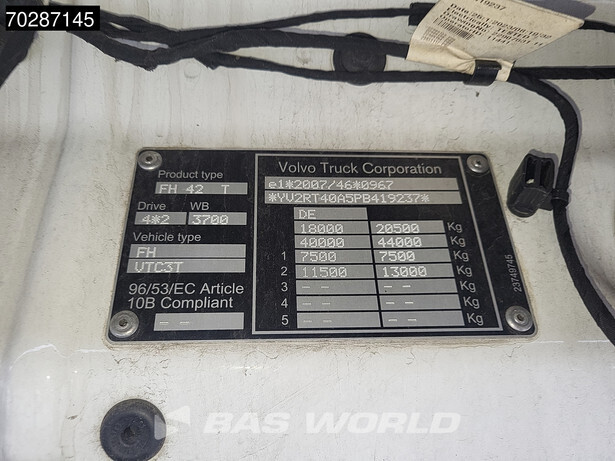 70287145
19237
Product type
FH 42 T
Drive WB
4*2 3700
Vehicle type
FH
VTC3T
96/53/EC Article
10B Compliant
-- --
Volvo Truck Corporation
e1*2007/46*0967
*YV2RT40A5PB419237*
DE
18000 20500 Kg
40000 44000 Kg
1 7500 7500 Kg
2 11500 13000 Kg
3 -- -- -- -- Kg
4 -- -- -- -- Kg
5 -- -- -- -- Kg
23749745
BAS WORLD